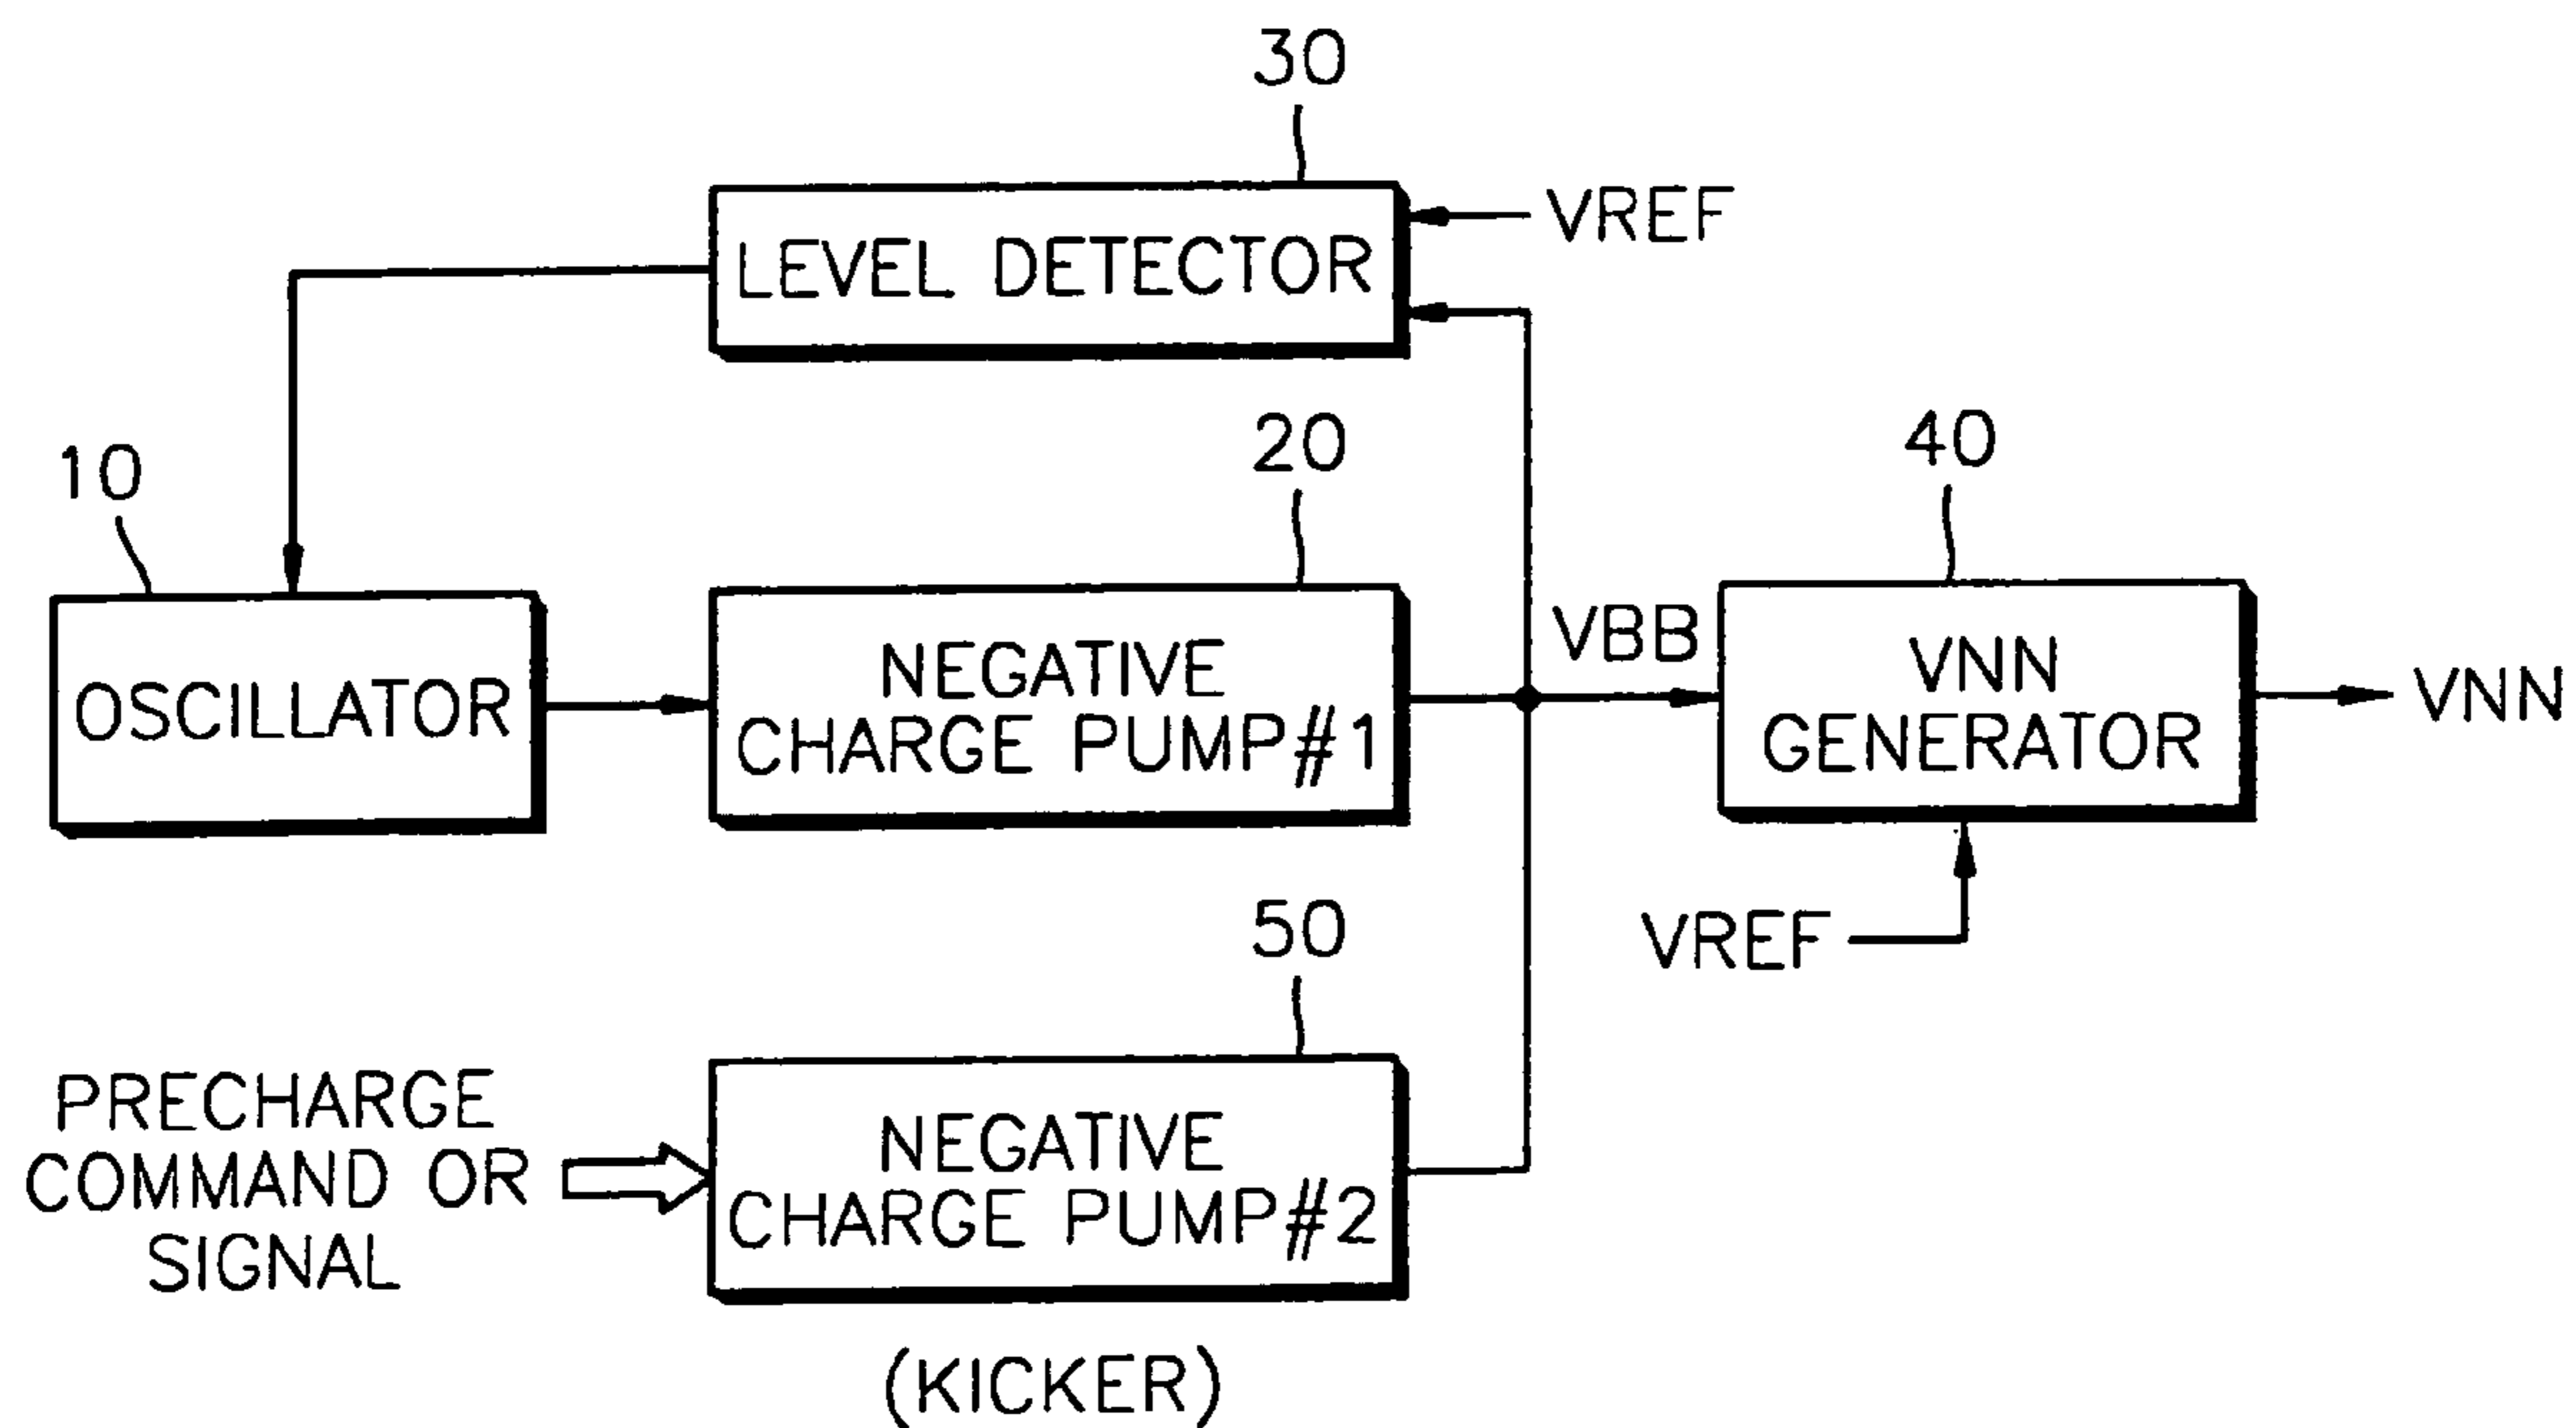 30
VREF
LEVEL DETECTOR
10
20
40
OSCILLATOR
NEGATIVE
CHARGE PUMP#1
VBB
VNN
GENERATOR
VNN
VREF
50
PRECHARGE
COMMAND OR
SIGNAL
NEGATIVE
CHARGE PUMP#2
(KICKER)